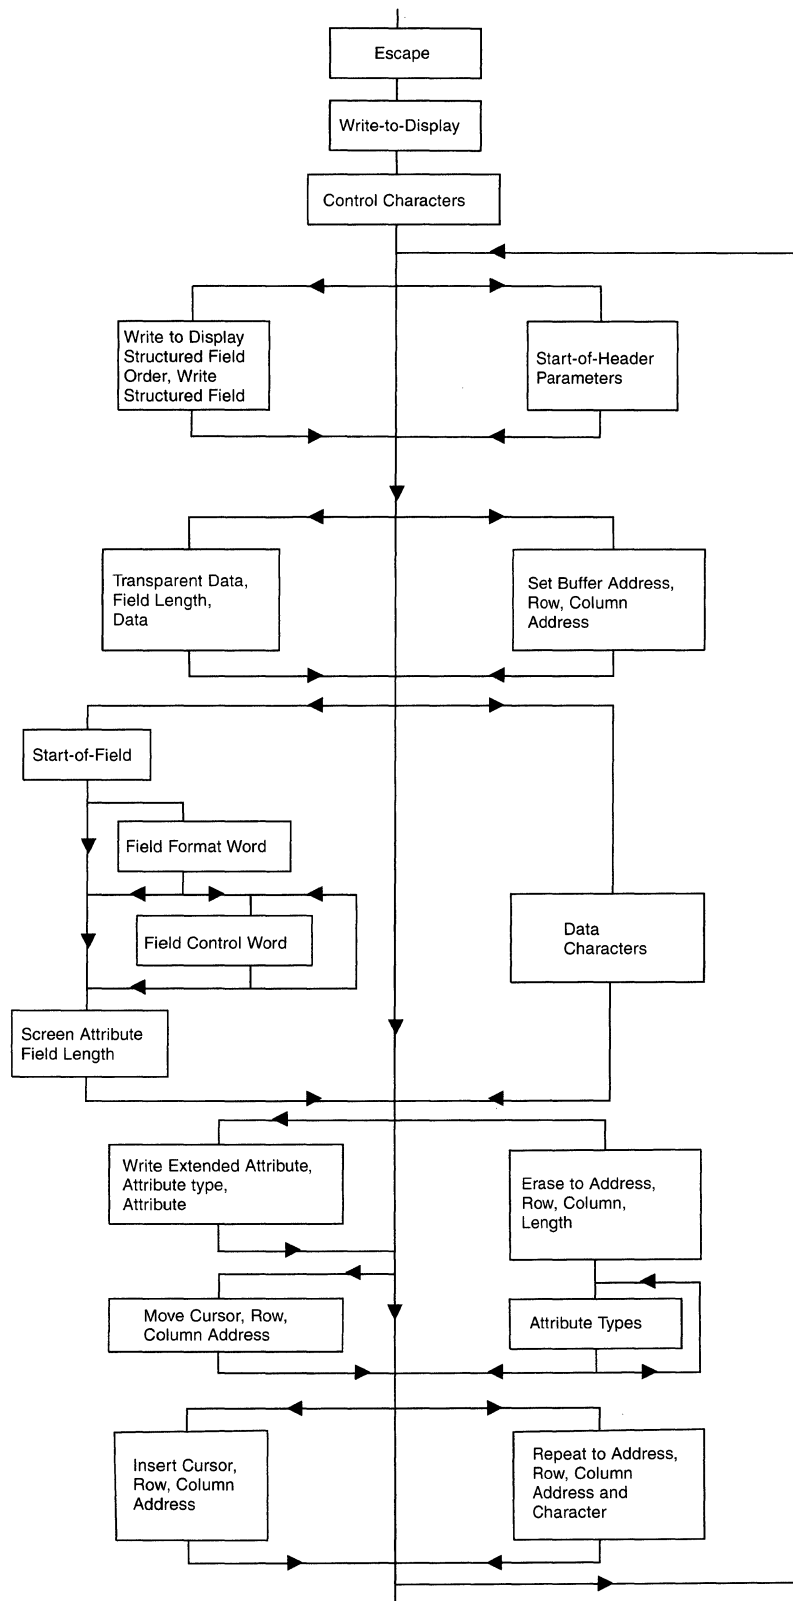 Escape
Write-to-Display
Control Characters
Write to Display
Structured Field
Order, Write
Structured Field
Start-of-Header
Parameters
Transparent Data,
Field Length,
Data
Set Buffer Address,
Row, Column
Address
Start-of-Field
Field Format Word
Field Control Word
Data
Characters
Screen Attribute
Field Length
Write Extended Attribute,
Attribute type,
Attribute
Erase to Address,
Row, Column,
Length
Move Cursor, Row,
Column Address
Attribute Types
Insert Cursor,
Row, Column
Address
Repeat to Address,
Row, Column
Address and
Character